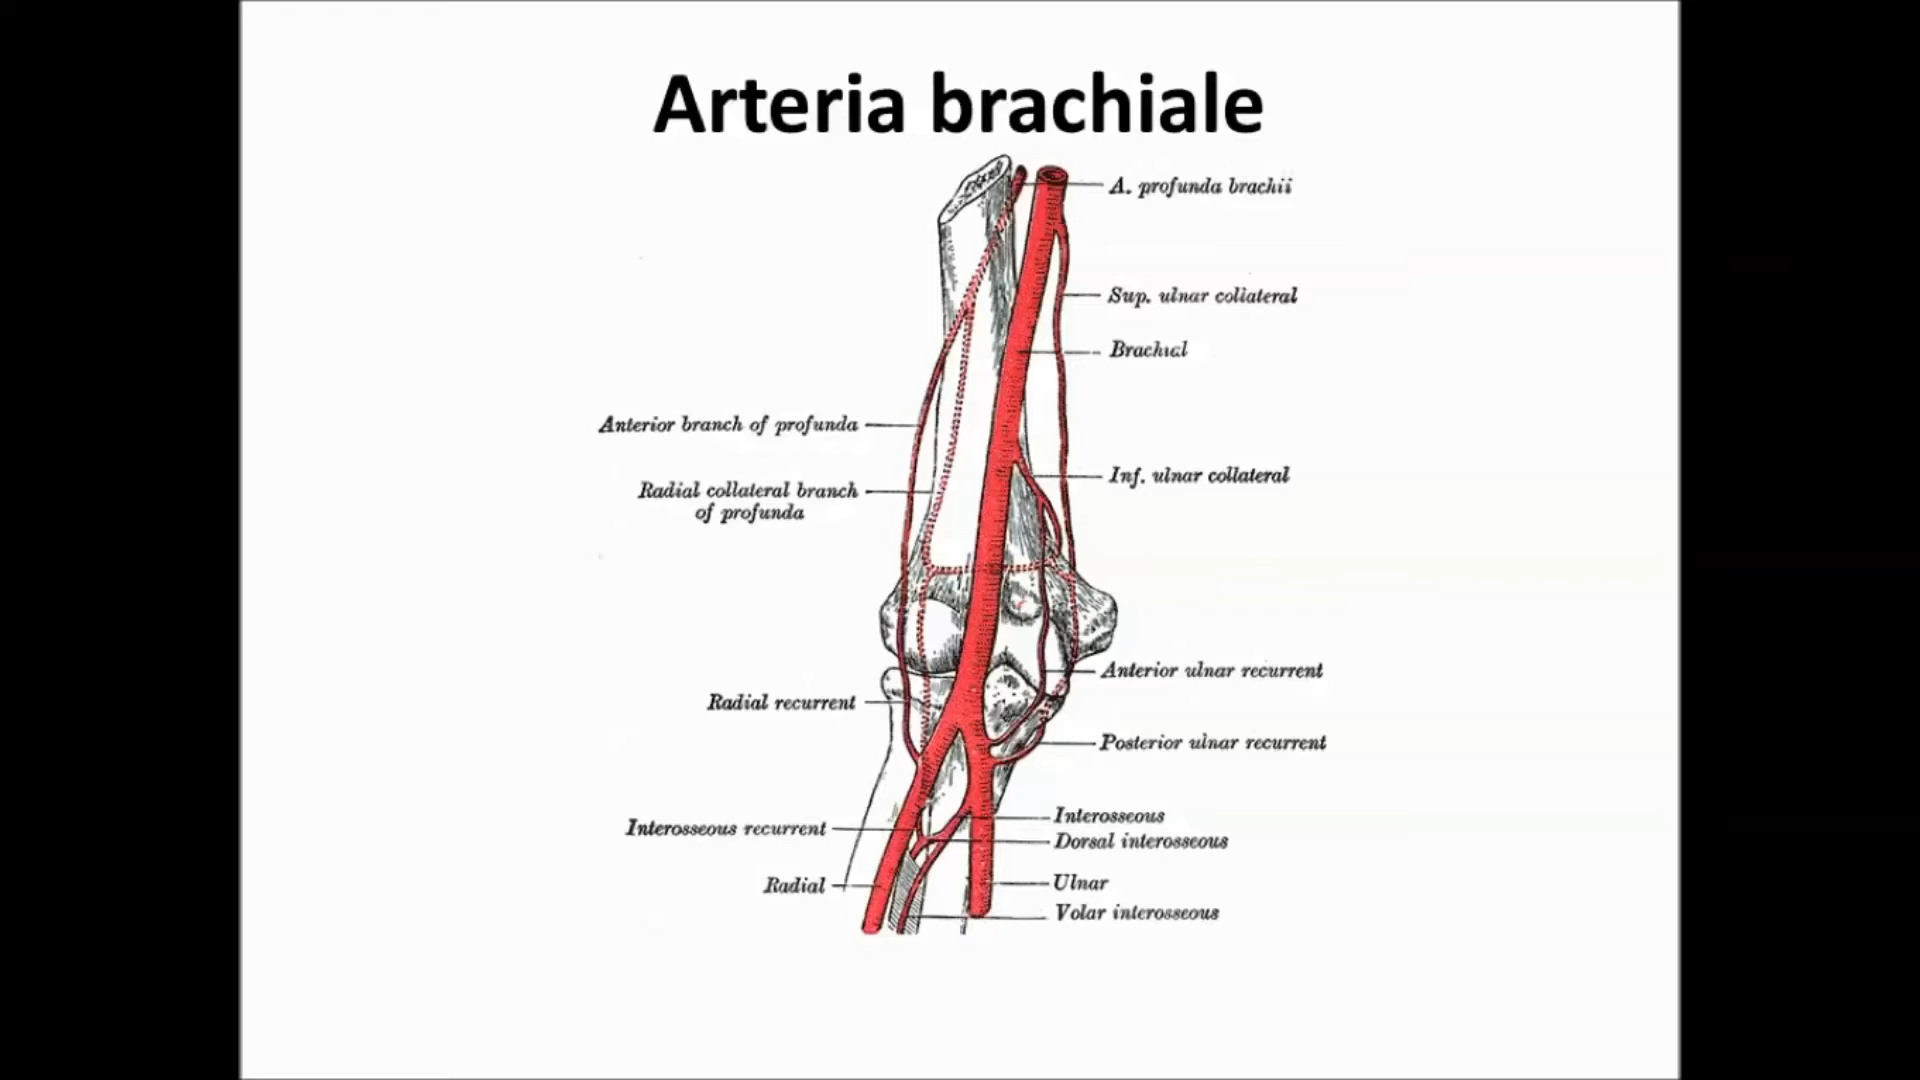 Arteria brachiale
A. profunda brachii
Sup. ulnar collateral
Brachial
Anterior branch of profunda
Inf. ulnar collateral
Radial collateral branch
of profunda
Anterior ulnar recurrent
Radial recurrent
Posterior ulnar recurrent
Interosseous
Interosseous recurrent
Dorsal interosseous
Radial
Ulnar
Volar interosseous